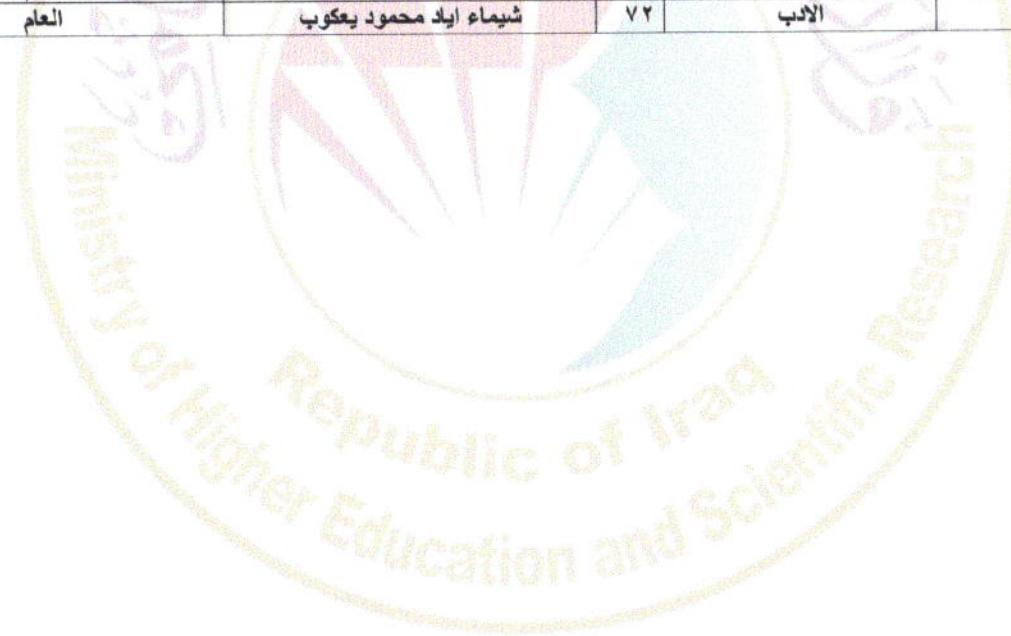 الادب ٧٢ شيماء اياد محمود يعكوب العام
Republic of Iraq
Ministry of Higher Education and Scientific Research